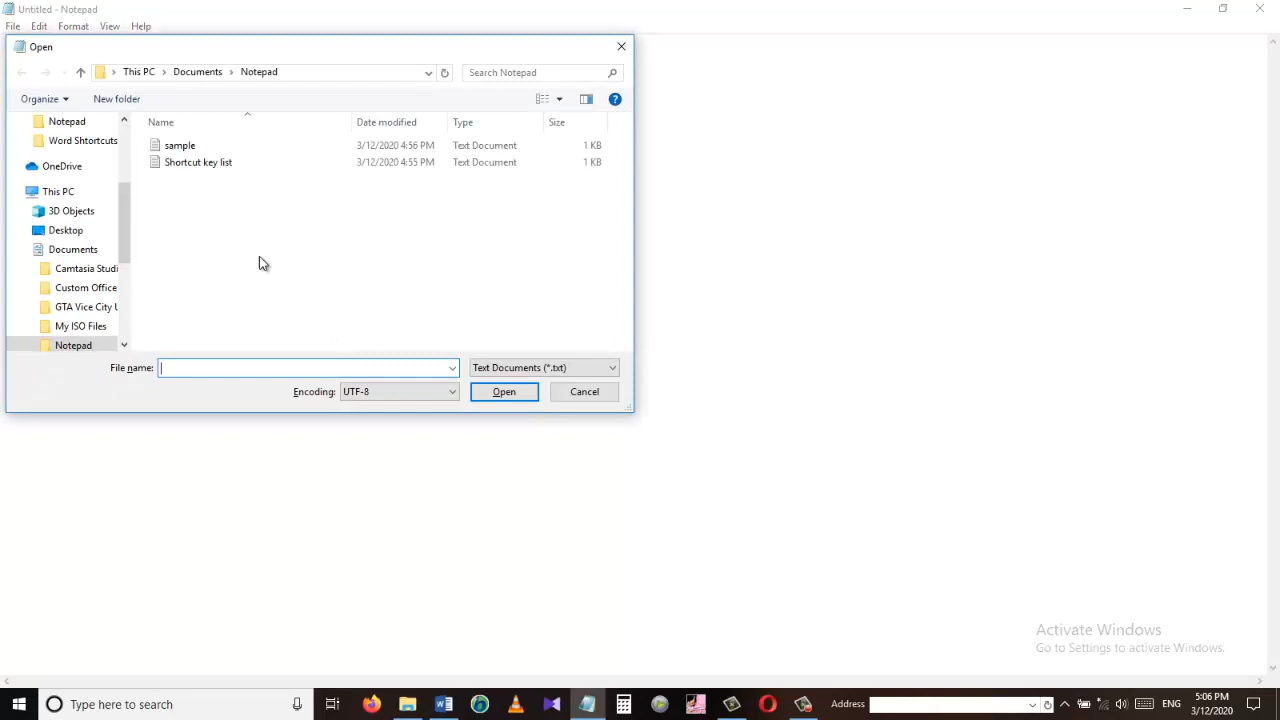 Untitled - Notepad
File Edit Format View Help
Open
This PC Documents Notepad
Search Notepad
Organize New folder
Name Date modified Type Size
sample 3/12/2020 4:56 PM Text Document 1 KB
Shortcut key list 3/12/2020 4:55 PM Text Document 1 KB
Notepad
Word Shtortcuts
OneDrive
This PC
3D Objects
Desktop
Documents
Camtasia Studi
Custom Office
GTA Vice City U
My ISO Files
Notepad
File name: Text Documents (*.txt)
Encoding: UTF-8 Open Cancel
Activate Windows
Go to Settings to activate Windows.
Type here to search
Address
ENG
5:06 PM
3/12/2020